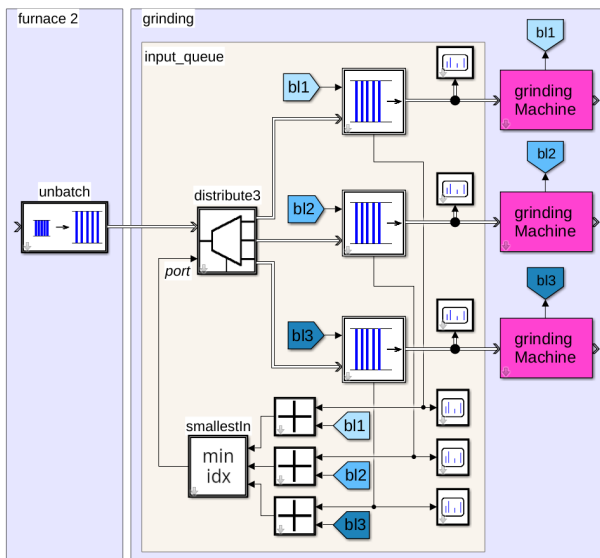 furnace 2
grinding
input_queue
bl1
bl1
grinding
Machine
unbatch
distribute3
port
bl2
bl2
grinding
Machine
bl3
bl3
grinding
Machine
smallestIn
min
idx
bl1
bl2
bl3